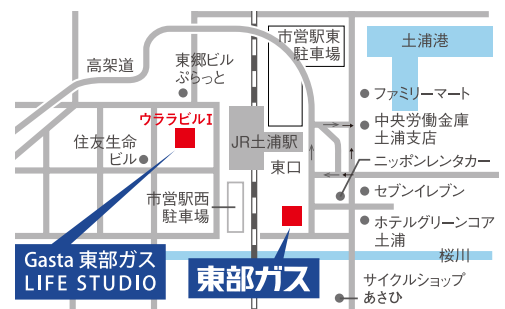 市営駅東
駐車場
土浦港
東郷ビル
ぷらっと
高架道
ファミリーマート
ウララビルI
中央労働金庫
土浦支店
住友生命
ビル
JR土浦駅
東口
ニッポンレンタカー
市営駅西
駐車場
セブンイレブン
ホテルグリーンコア
土浦
Gasta 東部ガス
LIFE STUDIO
東部ガス
桜川
サイクルショップ
あさひ